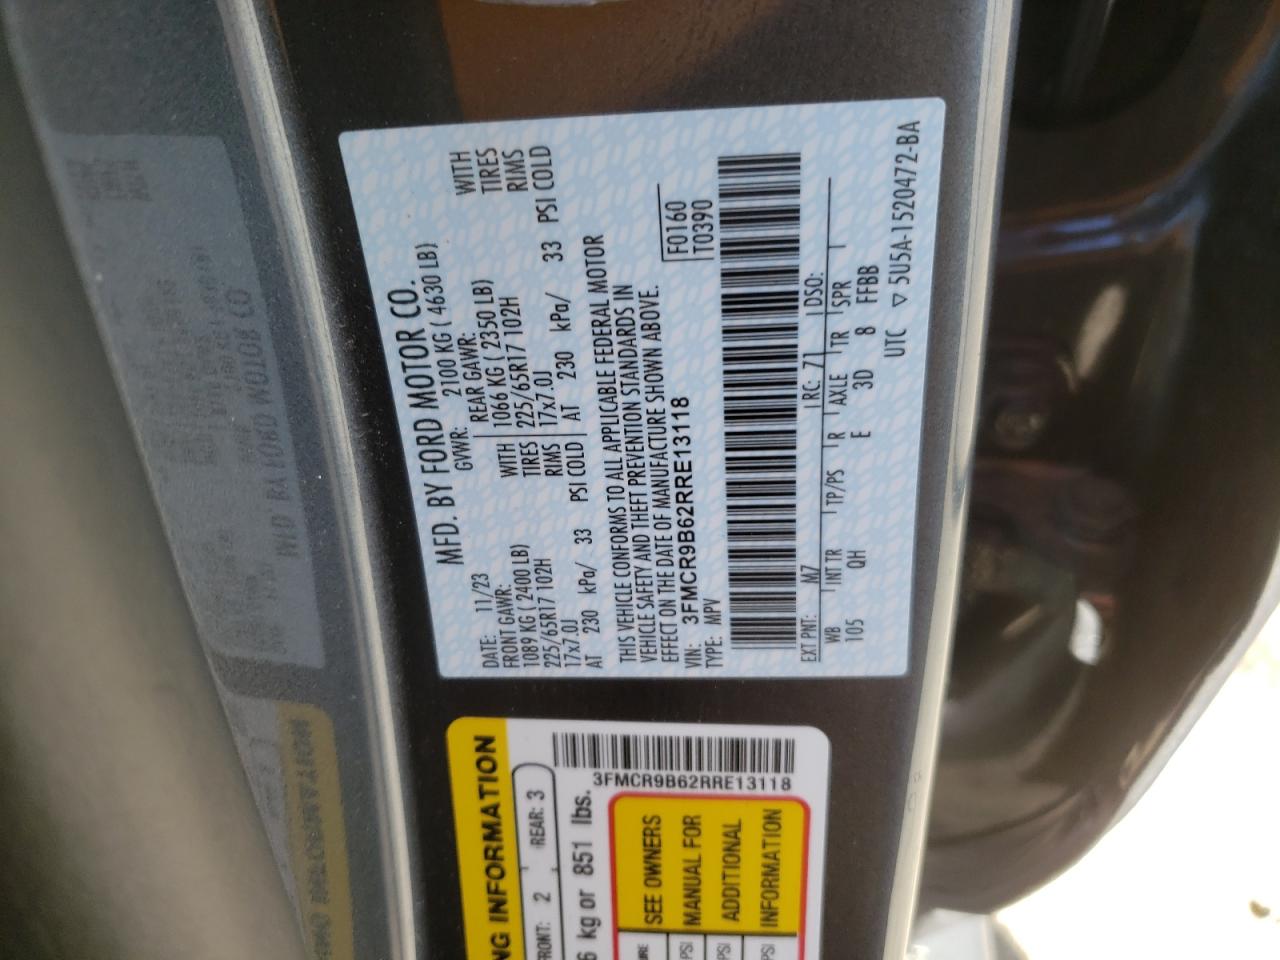 MFD. BY FORD MOTOR CO.
DATE: 11/23 GVWR: 2100 KG ( 4630 LB)
FRONT GAWR: REAR GAWR:
1089 KG ( 2400 LB) WITH 1066 KG ( 2350 LB) WITH
225/65R17 102H TIRES 225/65R17 102H TIRES
17x7.0J RIMS 17x7.0J RIMS
AT 230 kPa/ 33 PSI COLD AT 230 kPa/ 33 PSI COLD
THIS VEHICLE CONFORMS TO ALL APPLICABLE FEDERAL MOTOR
VEHICLE SAFETY AND THEFT PREVENTION STANDARDS IN
EFFECT ON THE DATE OF MANUFACTURE SHOWN ABOVE.
VIN: 3FMCR9B62RRE13118 F0160
TYPE: MPV T0390
EXT PNT: M7 RC: 71 DSO:
WB INT TR TP/PS R AXLE TR SPR
105 QH E 3D 8 FFBB
UTC ▽ 5U5A-1520472-BA
NG INFORMATION
FRONT: 2 REAR: 3
6 kg or 851 lbs.
3FMCR9B62RRE13118
SEE OWNERS
MANUAL FOR
ADDITIONAL
INFORMATION
PSI
PSI
PSI